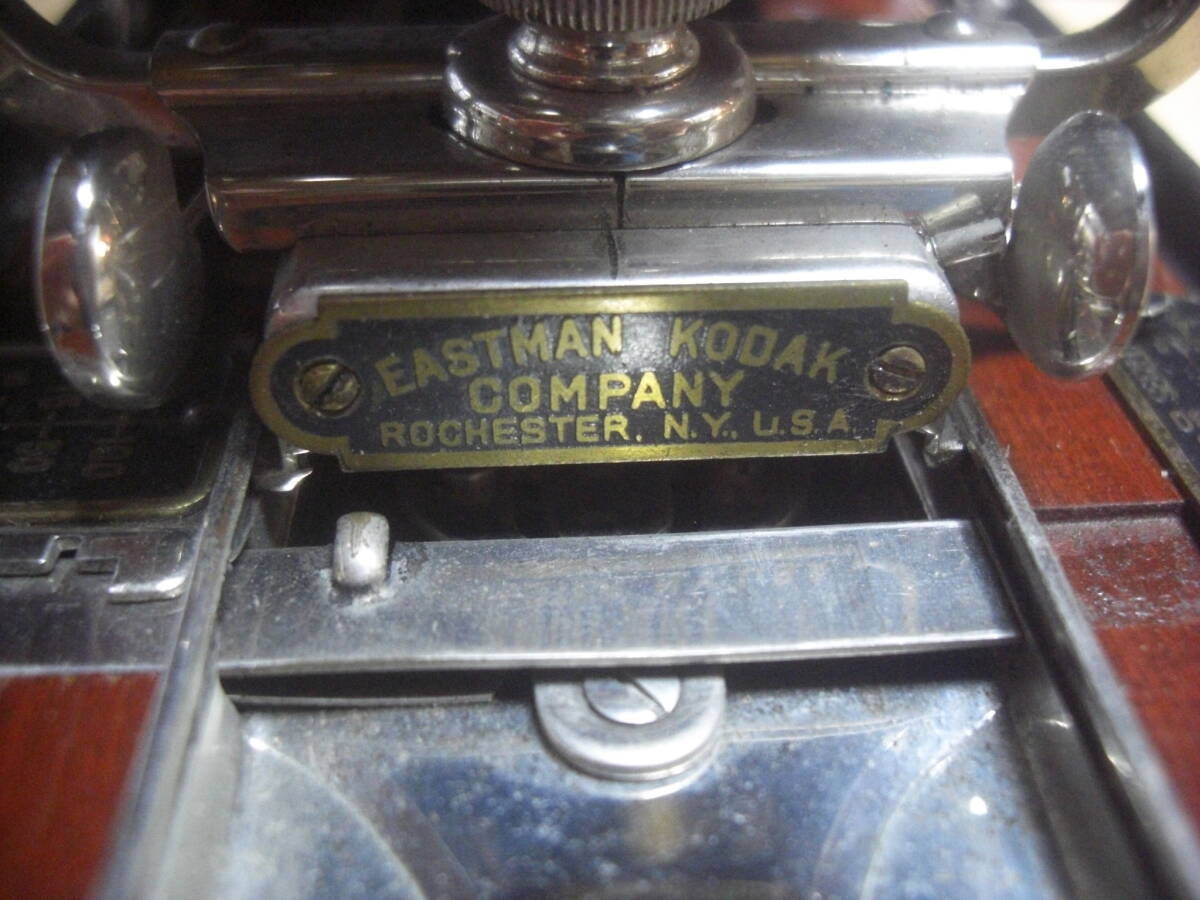 EASTMAN KODAK
COMPANY
ROCHESTER, N.Y., U.S.A.